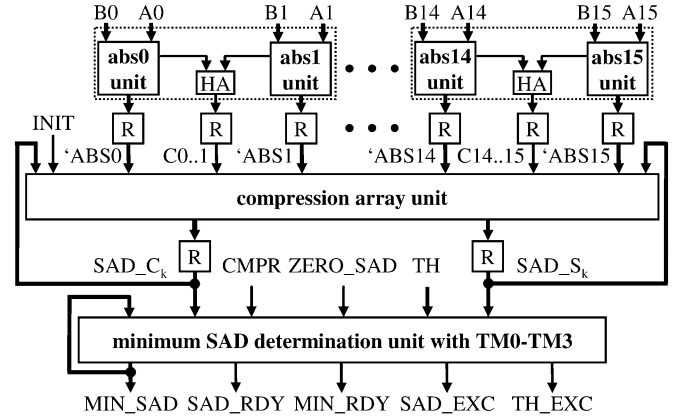 B0 A0 B1 A1 B14 A14 B15 A15
abs0 unit abs1 unit • • • abs14 unit abs15 unit
HA HA
R R R • • • R R R
INIT
‘ABS0 C0..1 ‘ABS1 ‘ABS14 C14..15 ‘ABS15
compression array unit
R R
SAD_Ck CMPR ZERO_SAD TH SAD_Sk
minimum SAD determination unit with TM0-TM3
MIN_SAD SAD_RDY MIN_RDY SAD_EXC TH_EXC